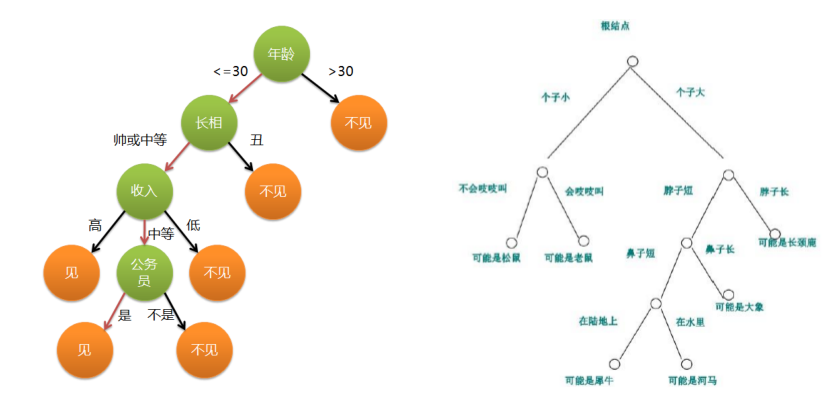 年龄
<=30
>30
长相
不见
帅或中等
丑
收入
不见
高
中等
低
见
公务
员
不见
是
不是
见
不见
根结点
个子小
个子大
不会吱吱叫
会吱吱叫
脖子短
脖子长
可能是松鼠
可能是老鼠
鼻子短
鼻子长
可能是长颈鹿
可能是大象
在陆地上
在水里
可能是犀牛
可能是河马